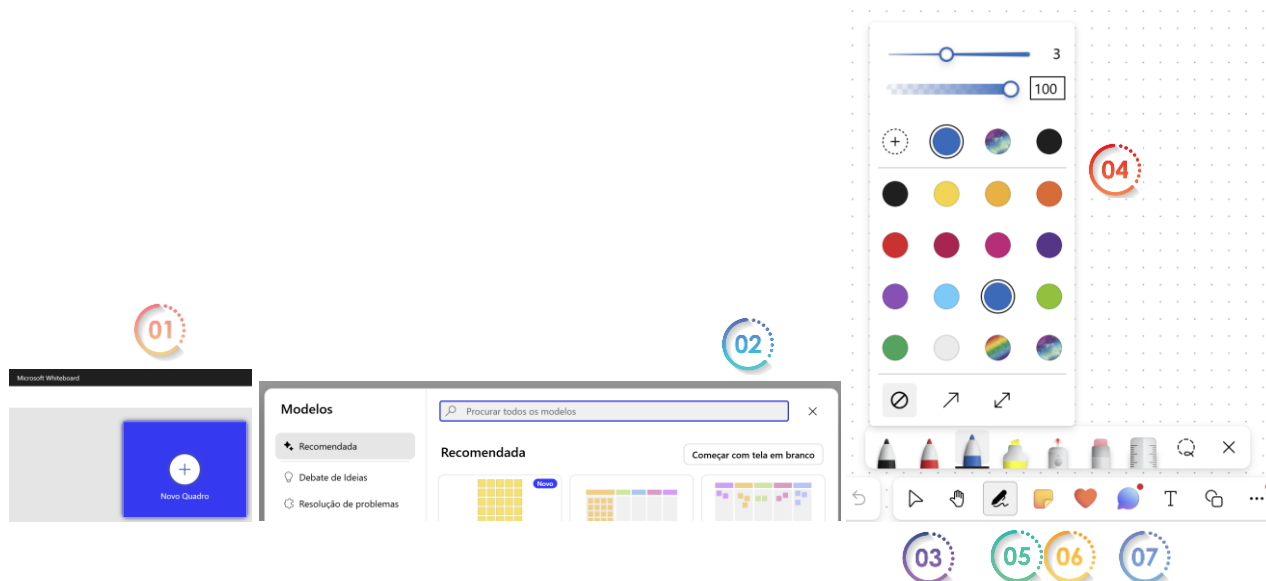 3
100
04
01
02
Microsoft Whiteboard
Novo Quadro
Modelos
Procurar todos os modelos
Recomendada
Recomendada
Começar com tela em branco
Debate de Ideias
Novo
Resolução de problemas
T
03
05
06
07